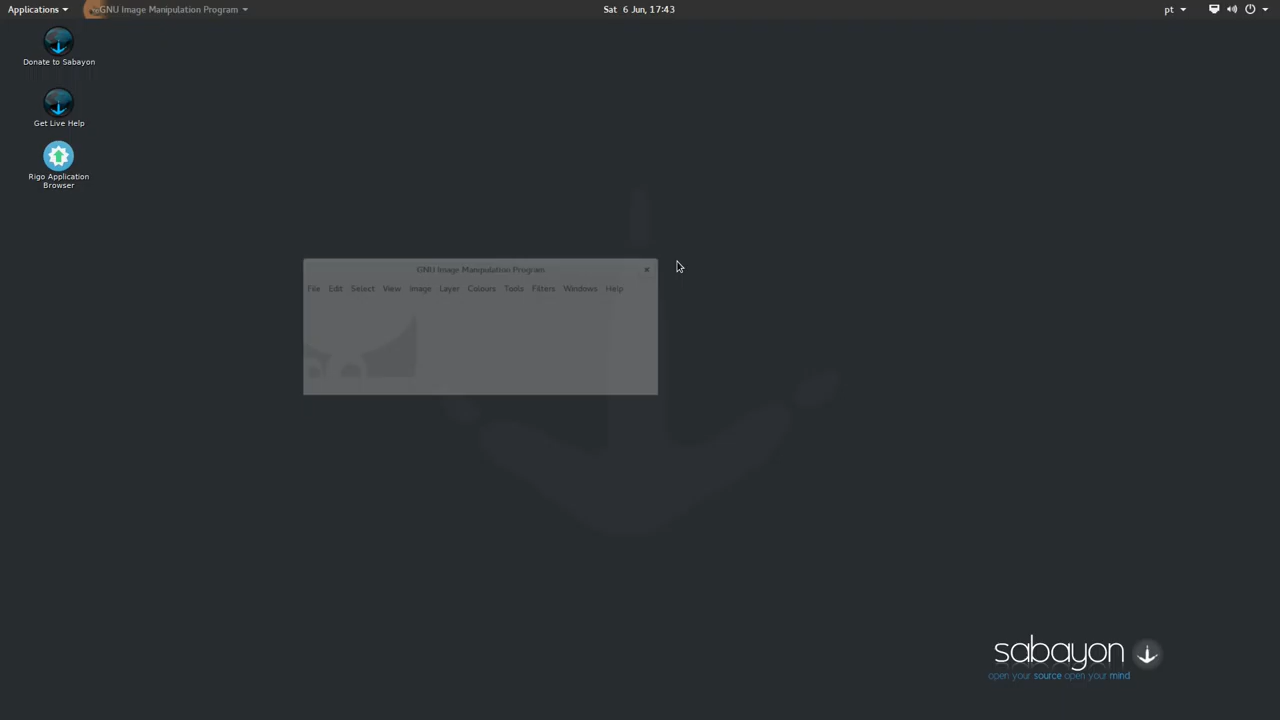 Applications
GNU Image Manipulation Program
Sat 6 Jun, 17:43
pt
Donate to Sabayon
Get Live Help
Rigo Application
Browser
GNU Image Manipulation Program
File Edit Select View Image Layer Colours Tools Filters Windows Help
sabayon
open your source open your mind